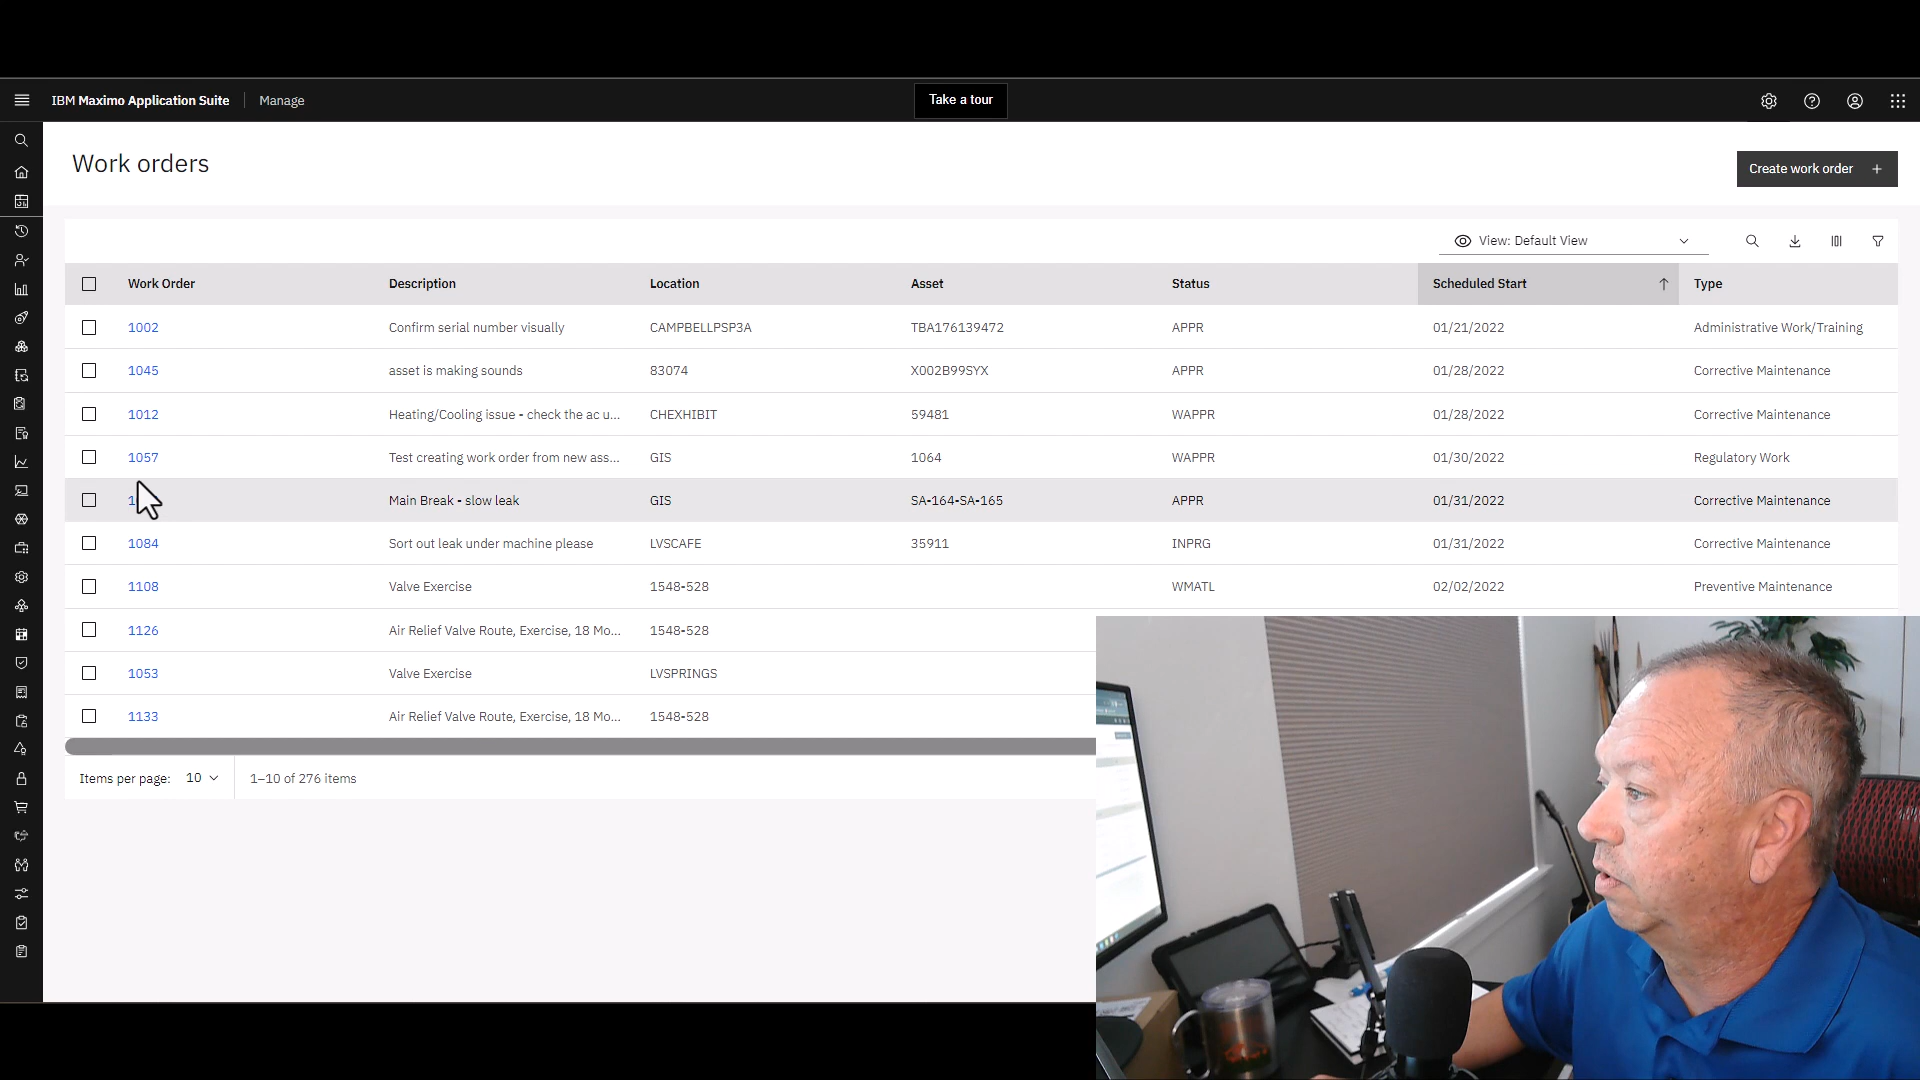 IBM Maximo Application Suite Manage Take a tour
Work orders
Create work order +
View: Default View
Work Order Description Location Asset Status Scheduled Start Type
1002 Confirm serial number visually CAMPBELLPSP3A TBA176139472 APPR 01/21/2022 Administrative Work/Training
1045 asset is making sounds 83074 X002B99SYX APPR 01/28/2022 Corrective Maintenance
1012 Heating/Cooling issue - check the ac u... CHEXHIBIT 59481 WAPPR 01/28/2022 Corrective Maintenance
1057 Test creating work order from new ass... GIS 1064 WAPPR 01/30/2022 Regulatory Work
Main Break - slow leak GIS SA-164-SA-165 APPR 01/31/2022 Corrective Maintenance
1084 Sort out leak under machine please LVSCAFE 35911 INPRG 01/31/2022 Corrective Maintenance
1108 Valve Exercise 1548-528 WMATL 02/02/2022 Preventive Maintenance
1126 Air Relief Valve Route, Exercise, 18 Mo... 1548-528
1053 Valve Exercise LVSPRINGS
1133 Air Relief Valve Route, Exercise, 18 Mo... 1548-528
Items per page: 10 1–10 of 276 items